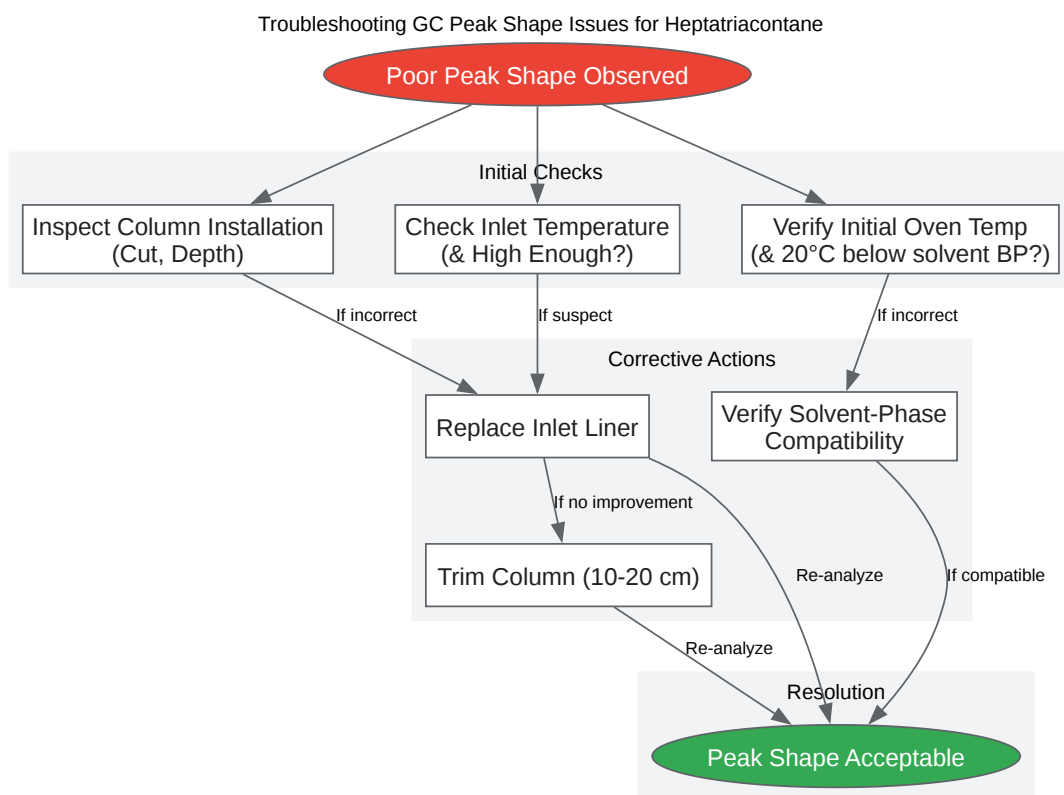 Troubleshooting GC Peak Shape Issues for Heptatriacontane
Poor Peak Shape Observed
Initial Checks
Inspect Column Installation
(Cut, Depth)
Check Inlet Temperature
(& High Enough?)
Verify Initial Oven Temp
(& 20°C below solvent BP?)
If incorrect
If suspect
If incorrect
Corrective Actions
Replace Inlet Liner
Verify Solvent-Phase
Compatibility
If no improvement
Trim Column (10-20 cm)
Re-analyze
If compatible
Re-analyze
Resolution
Peak Shape Acceptable